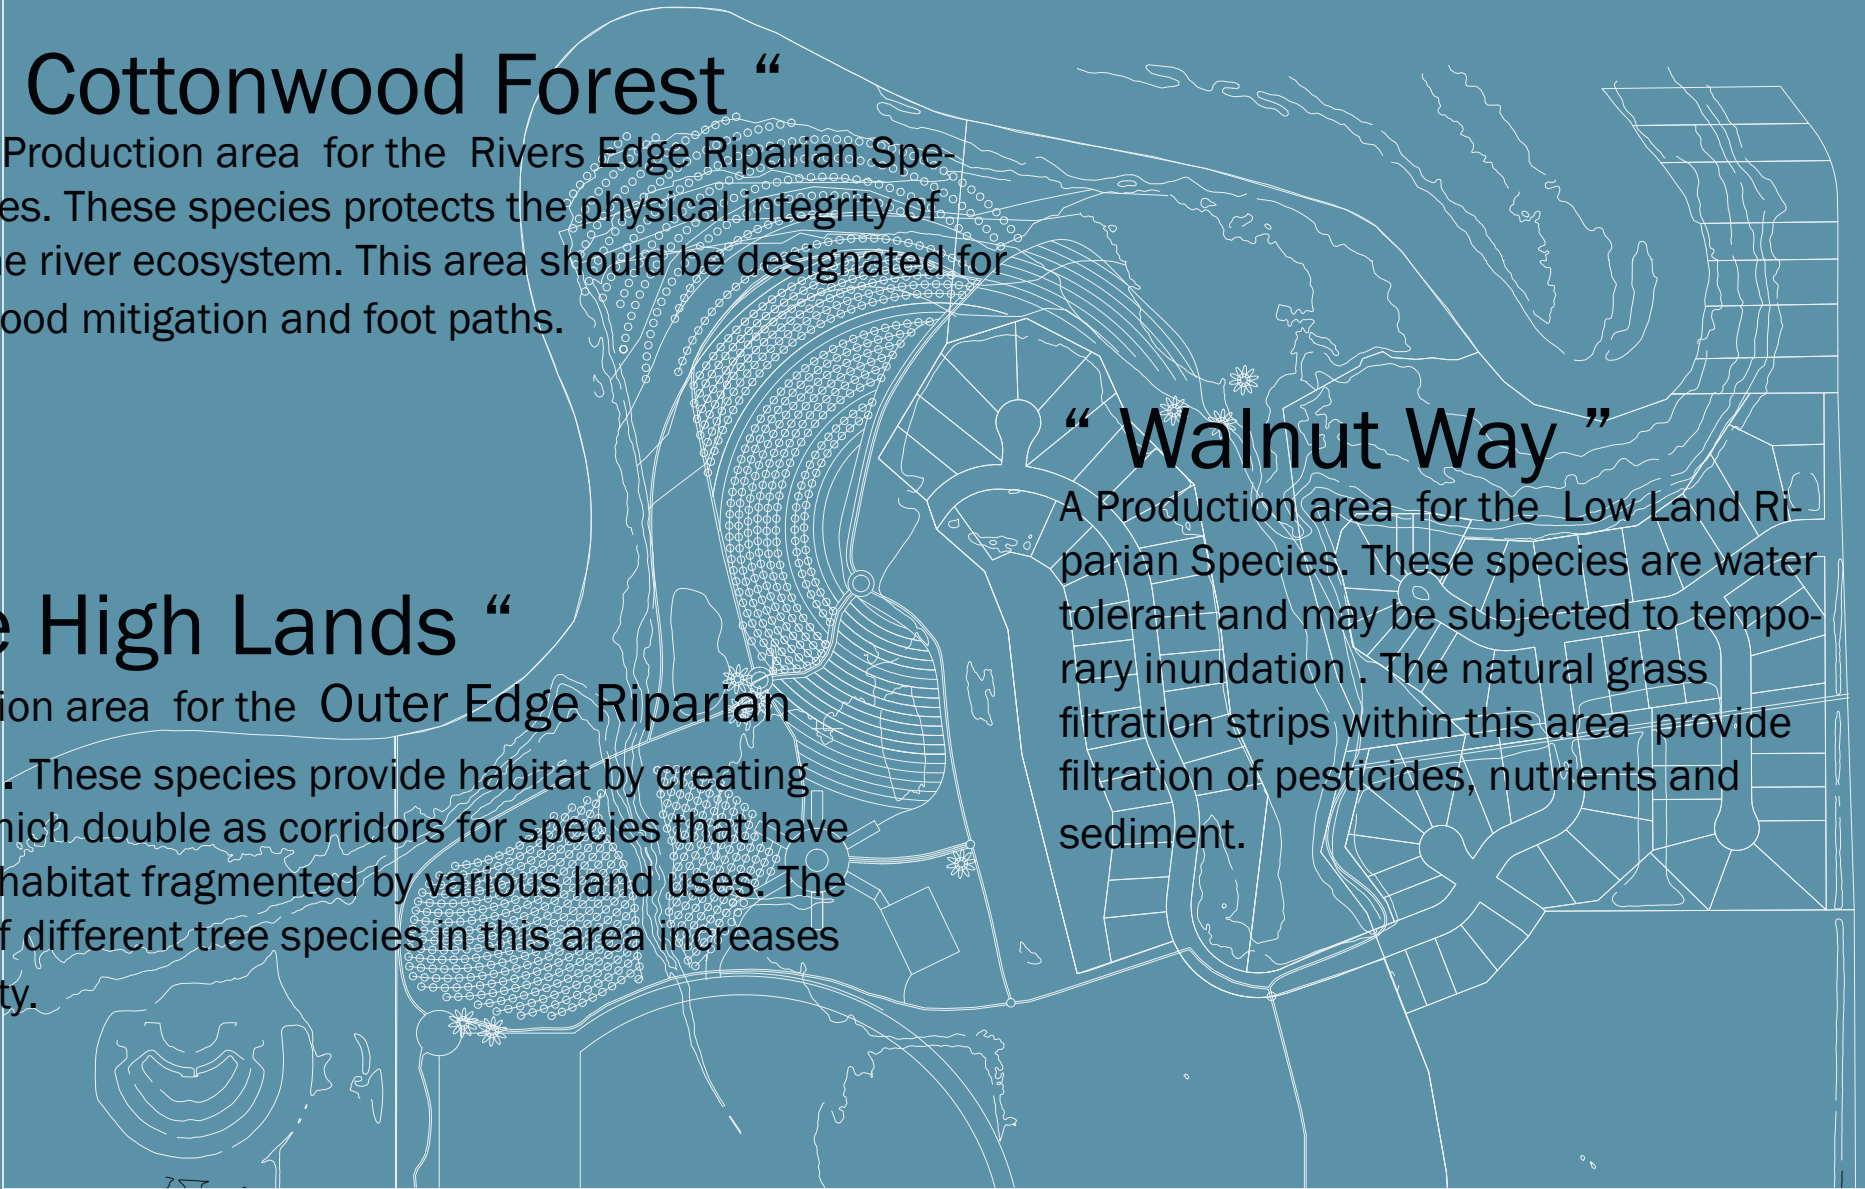 Cottonwood Forest “
Production area for the Rivers Edge Riparian Spe-
es. These species protects the physical integrity of
e river ecosystem. This area should be designated for
ood mitigation and foot paths.
“ Walnut Way ”
A Production area for the Low Land Ri-
parian Species. These species are water
tolerant and may be subjected to tempo-
rary inundation . The natural grass
filtration strips within this area provide
filtration of pesticides, nutrients and
sediment.
e High Lands “
ion area for the Outer Edge Riparian
. These species provide habitat by creating
hich double as corridors for species that have
habitat fragmented by various land uses. The
f different tree species in this area increases
ty.